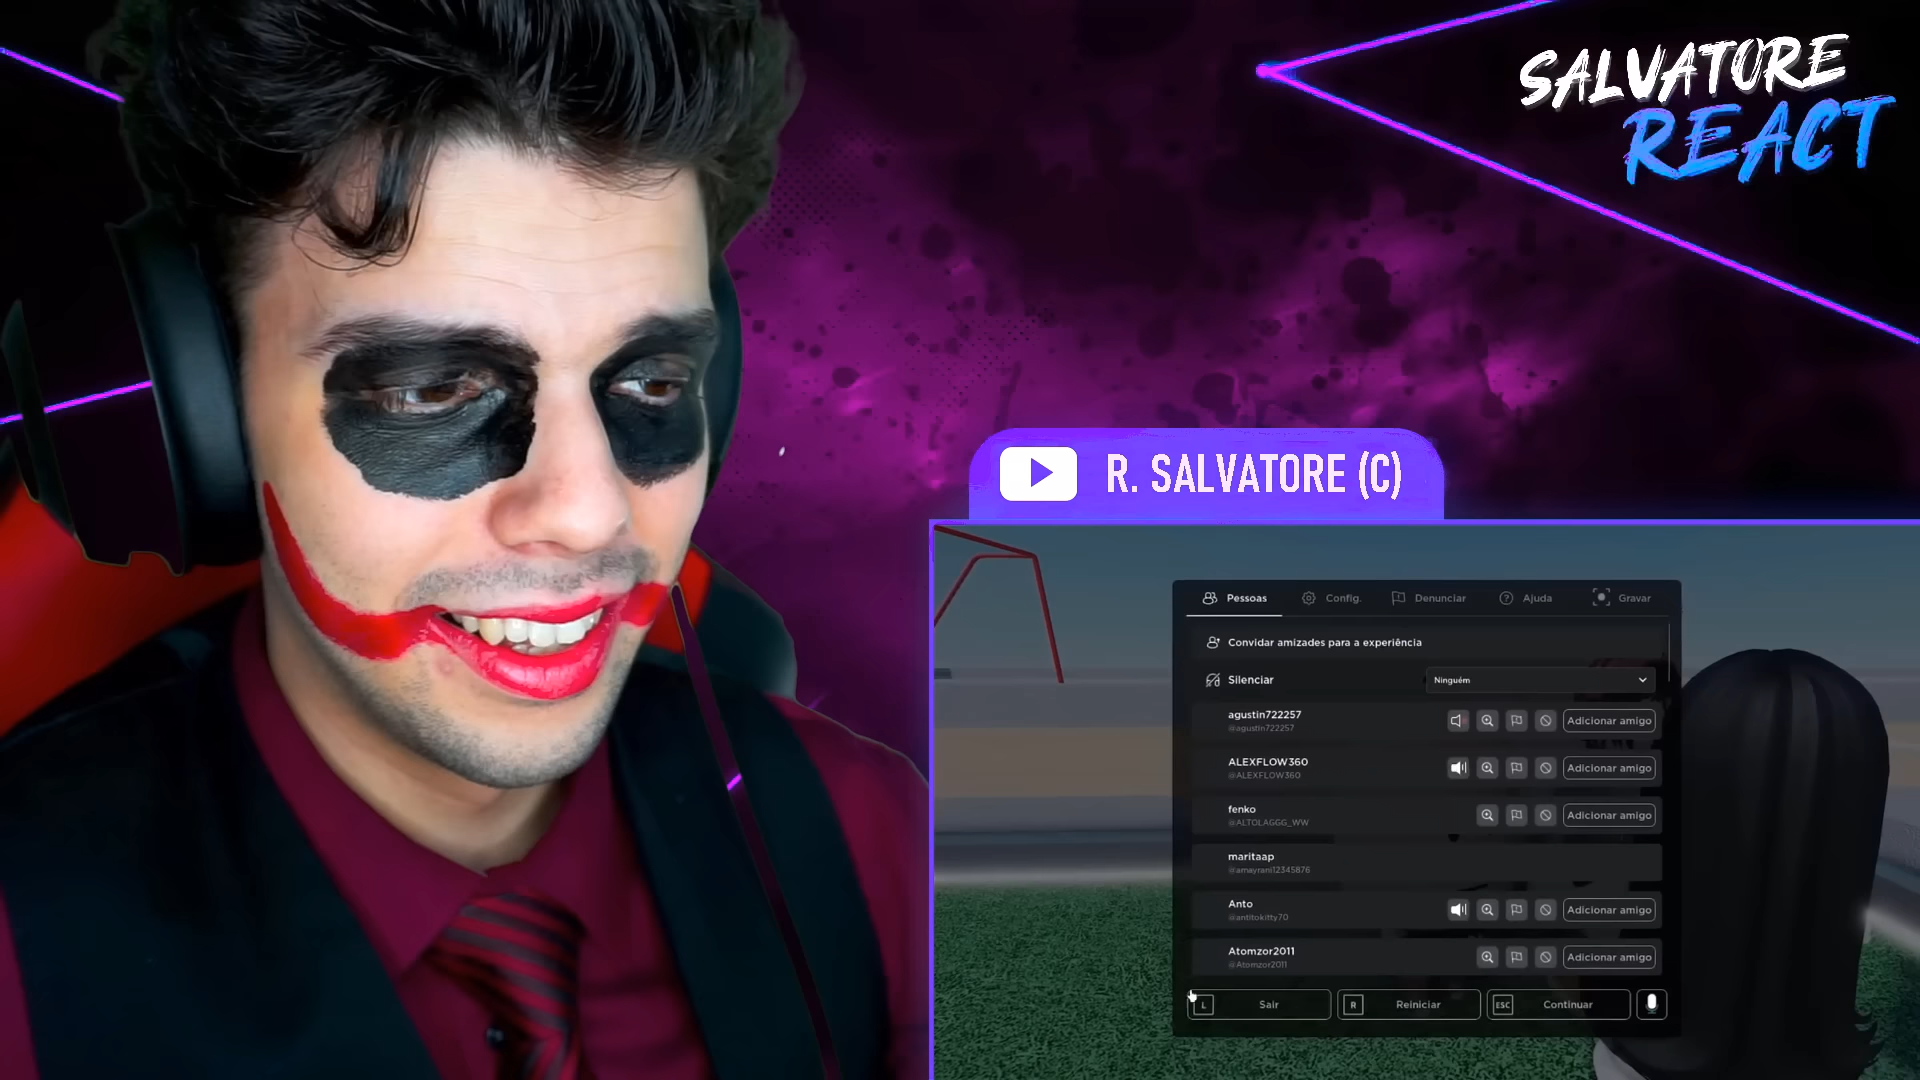 SALVATORE
REACT
R. SALVATORE (C)
Pessoas
Config.
Denunciar
Ajuda
Gravar
Convidar amizades para a experiência
Silenciar
Ninguém
agustin722257
@agustin722257
Adicionar amigo
ALEXFLOW360
@ALEXFLOW360
Adicionar amigo
fenko
@ALTOLAGGG_WW
Adicionar amigo
maritaap
@amayrani12345876
Anto
@antitokitty70
Adicionar amigo
Atomzor2011
@Atomzor2011
Adicionar amigo
L
Sair
R
Reiniciar
ESC
Continuar